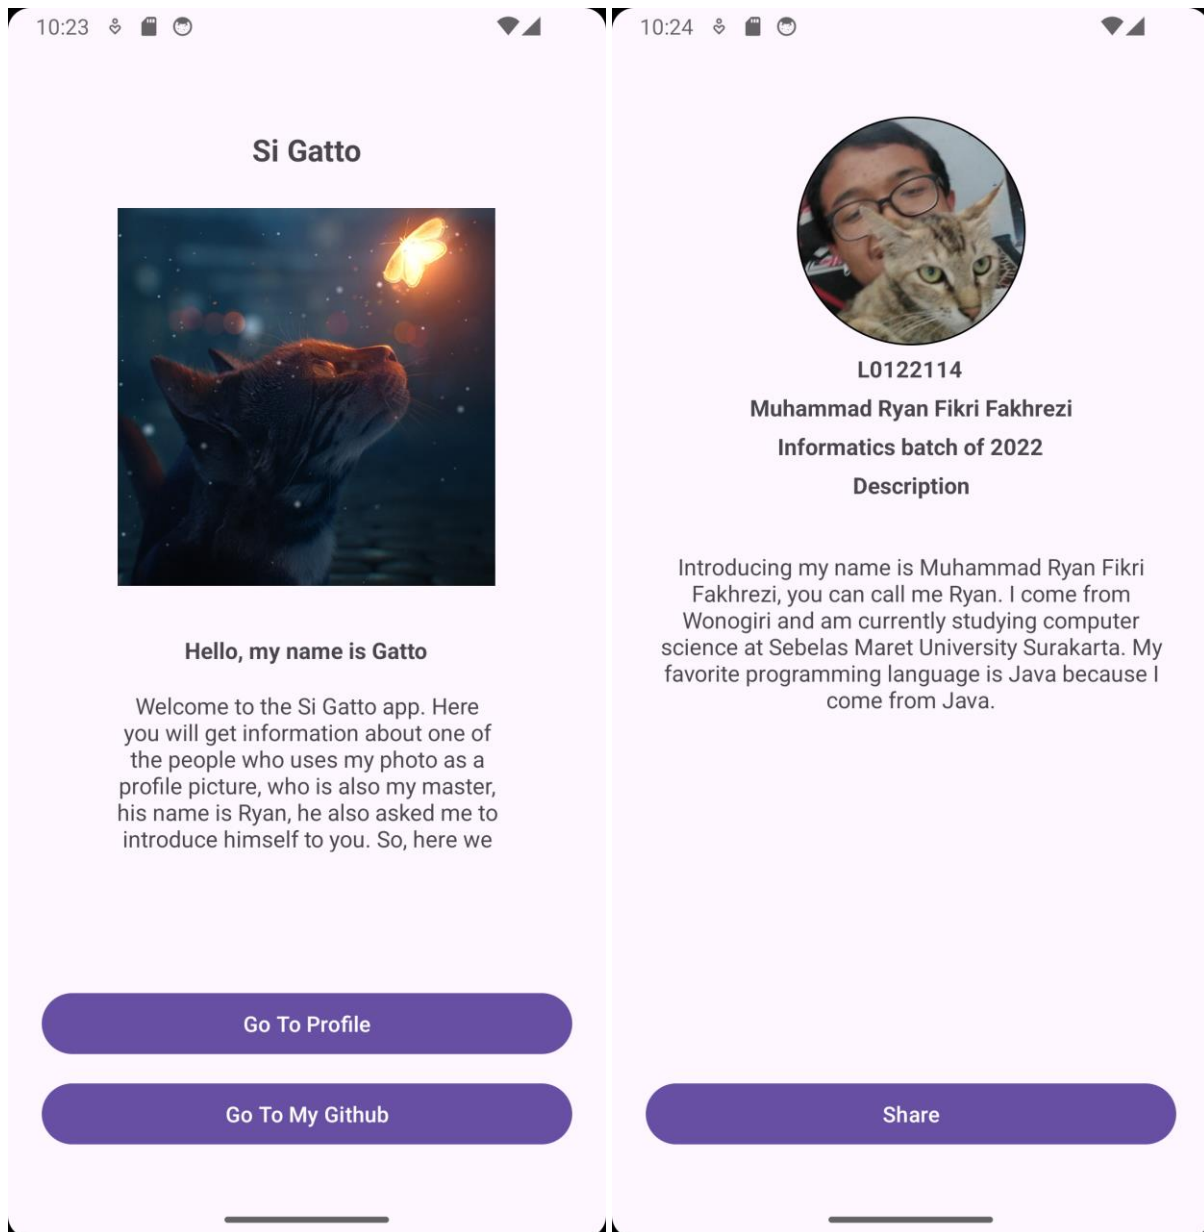 10:23
Si Gatto
Hello, my name is Gatto
Welcome to the Si Gatto app. Here
you will get information about one of
the people who uses my photo as a
profile picture, who is also my master,
his name is Ryan, he also asked me to
introduce himself to you. So, here we
Go To Profile
Go To My Github
10:24
L0122114
Muhammad Ryan Fikri Fakhrezi
Informatics batch of 2022
Description
Introducing my name is Muhammad Ryan Fikri
Fakhrezi, you can call me Ryan. I come from
Wonogiri and am currently studying computer
science at Sebelas Maret University Surakarta. My
favorite programming language is Java because I
come from Java.
Share